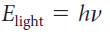 E_light = hν